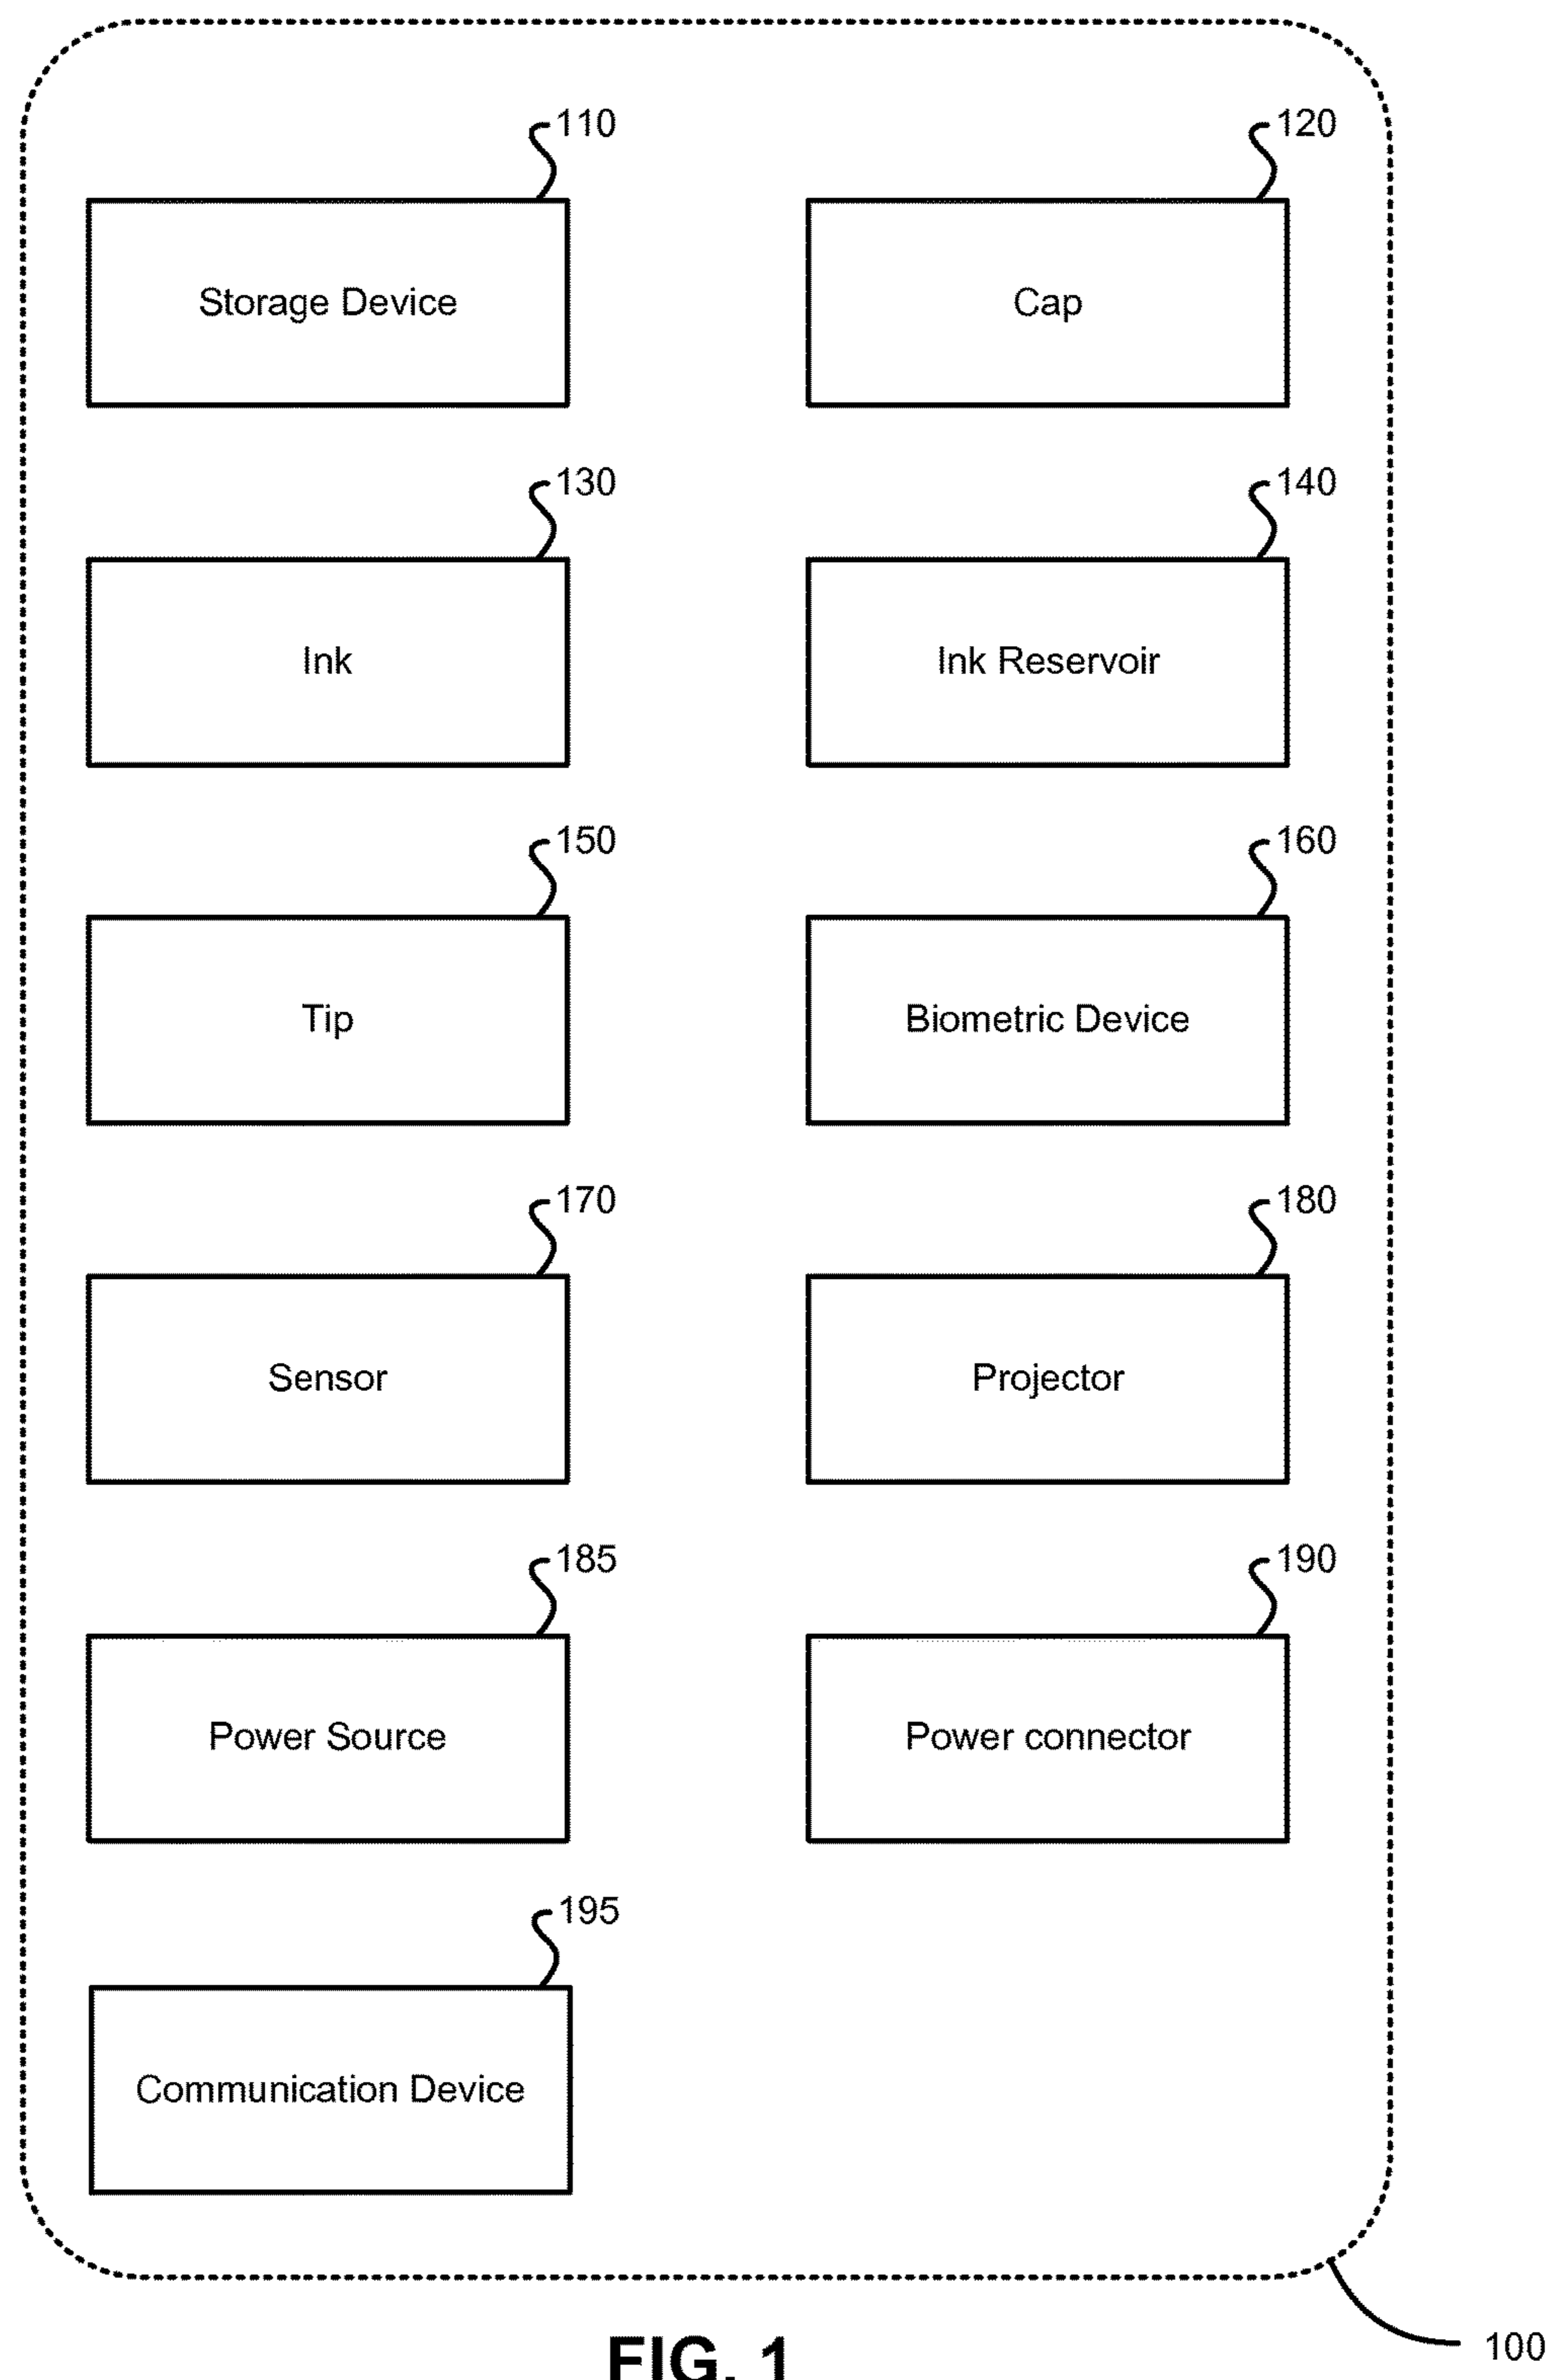 110
120
Storage Device
Cap
130
140
Ink
Ink Reservoir
150
160
Tip
Biometric Device
170
180
Sensor
Projector
185
190
Power Source
Power connector
195
Communication Device
100
FIG. 1